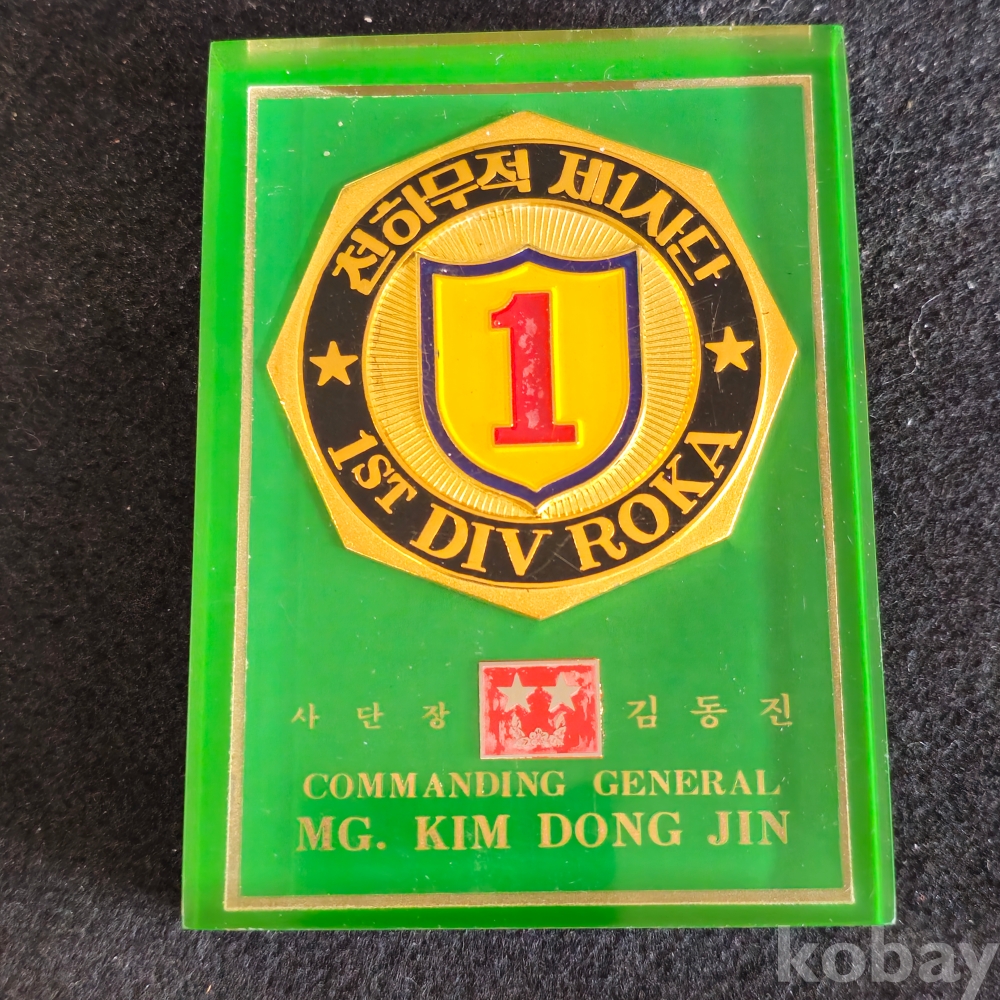 천하무적 제1사단
1
1ST DIV ROKA
사단장 김동진
COMMANDING GENERAL
MG. KIM DONG JIN
kobay